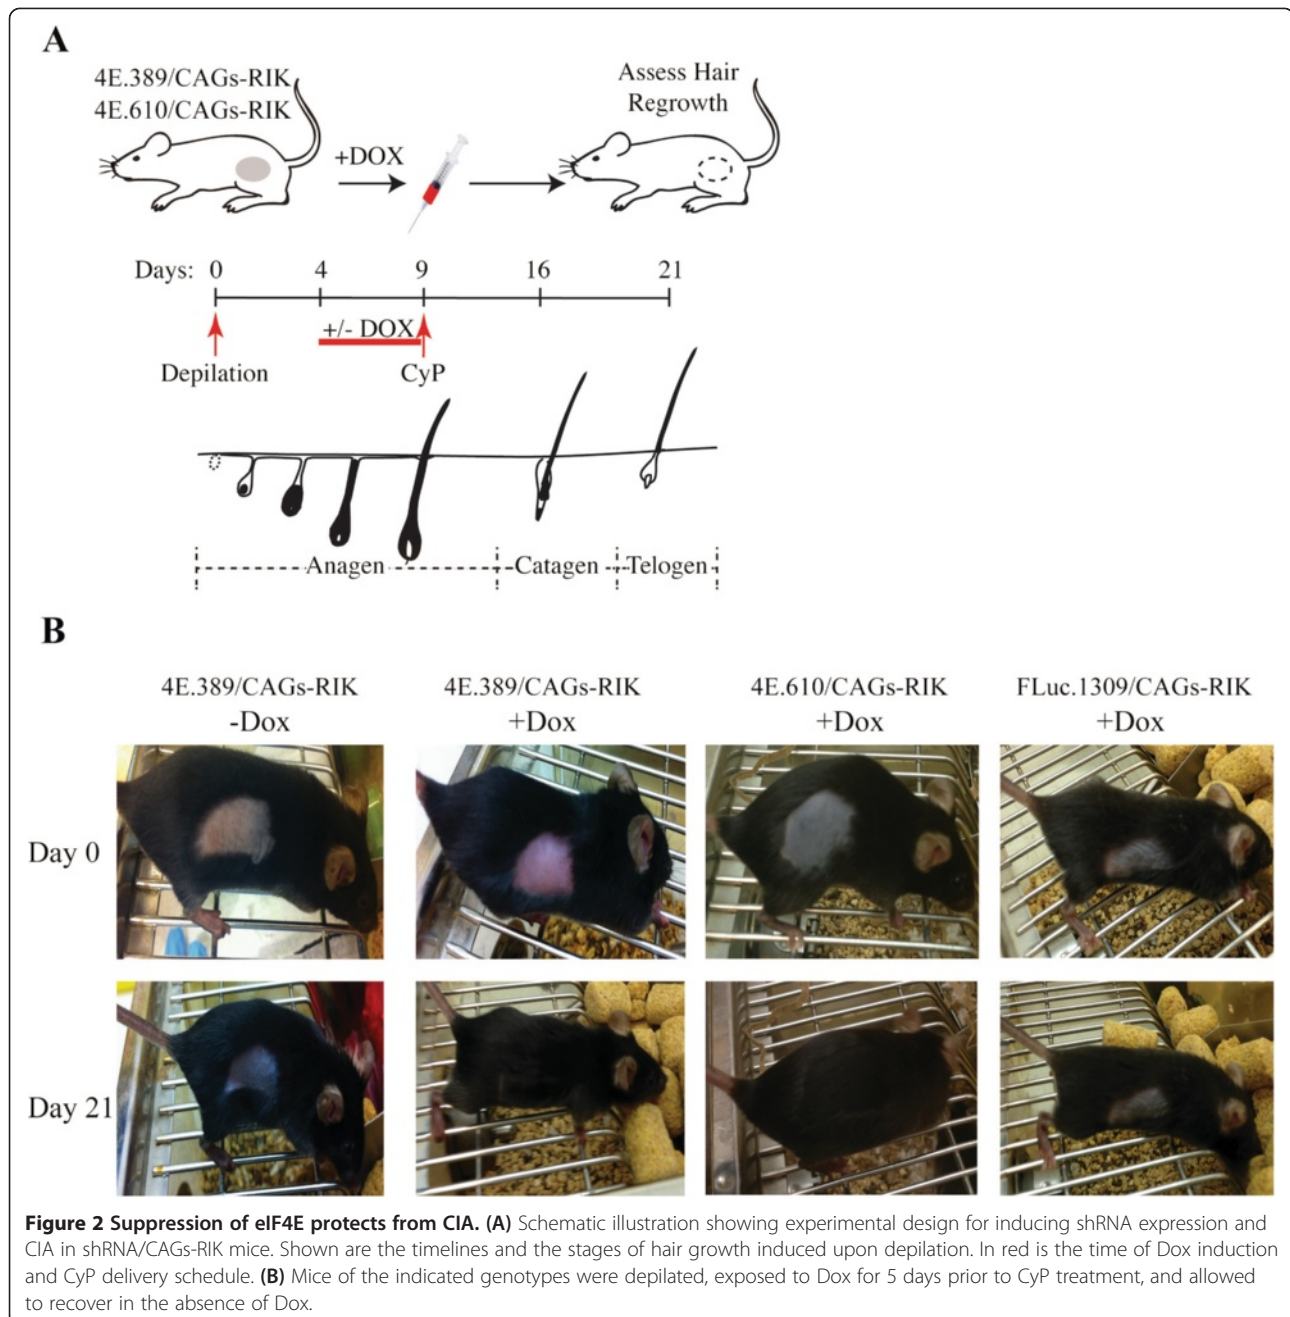 A
4E.389/CAGs-RIK
4E.610/CAGs-RIK
+DOX
Assess Hair
Regrowth
Days: 0 4 9 16 21
+/- DOX
Depilation
CyP
Anagen
Catagen
Telogen
B
4E.389/CAGs-RIK
-Dox
4E.389/CAGs-RIK
+Dox
4E.610/CAGs-RIK
+Dox
FLuc.1309/CAGs-RIK
+Dox
Day 0
Day 21
Figure 2 Suppression of eIF4E protects from CIA. (A) Schematic illustration showing experimental design for inducing shRNA expression and
CIA in shRNA/CAGs-RIK mice. Shown are the timelines and the stages of hair growth induced upon depilation. In red is the time of Dox induction
and CyP delivery schedule. (B) Mice of the indicated genotypes were depilated, exposed to Dox for 5 days prior to CyP treatment, and allowed
to recover in the absence of Dox.